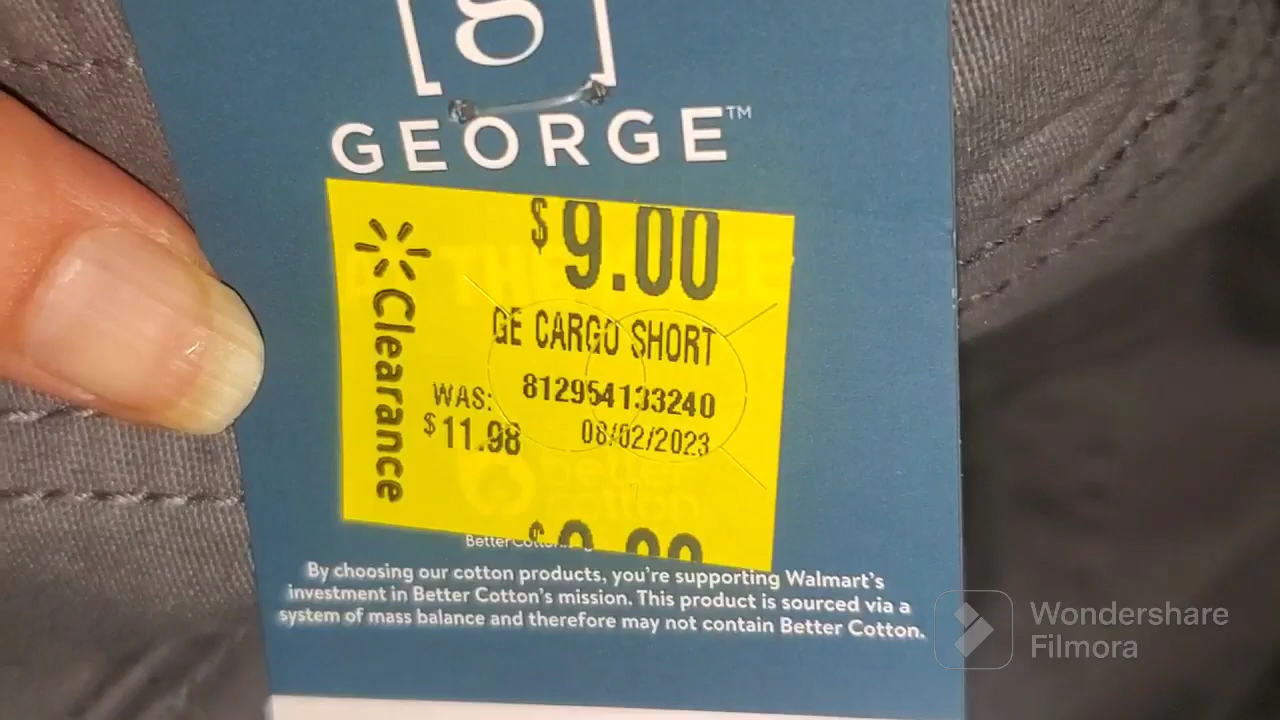 g
GEORGE™
$9.00
Clearance
GE CARGO SHORT
812954133240
WAS:
$11.98
08/02/2023
better
cotton
By choosing our cotton products, you're supporting Walmart's
investment in Better Cotton's mission. This product is sourced via a
system of mass balance and therefore may not contain Better Cotton.
Wondershare
Filmora